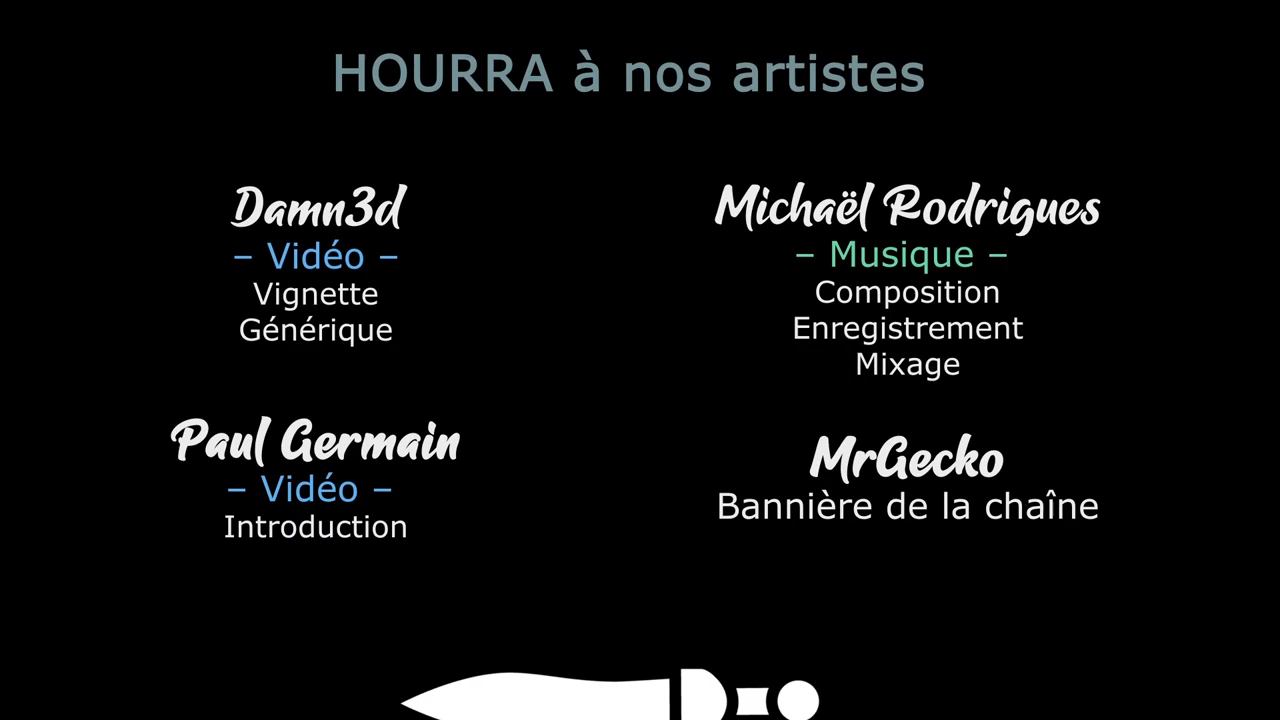 HOURRA à nos artistes
Damn3d
– Vidéo –
Vignette
Générique
Michaël Rodrigues
– Musique –
Composition
Enregistrement
Mixage
Paul Germain
– Vidéo –
Introduction
MrGecko
Bannière de la chaîne